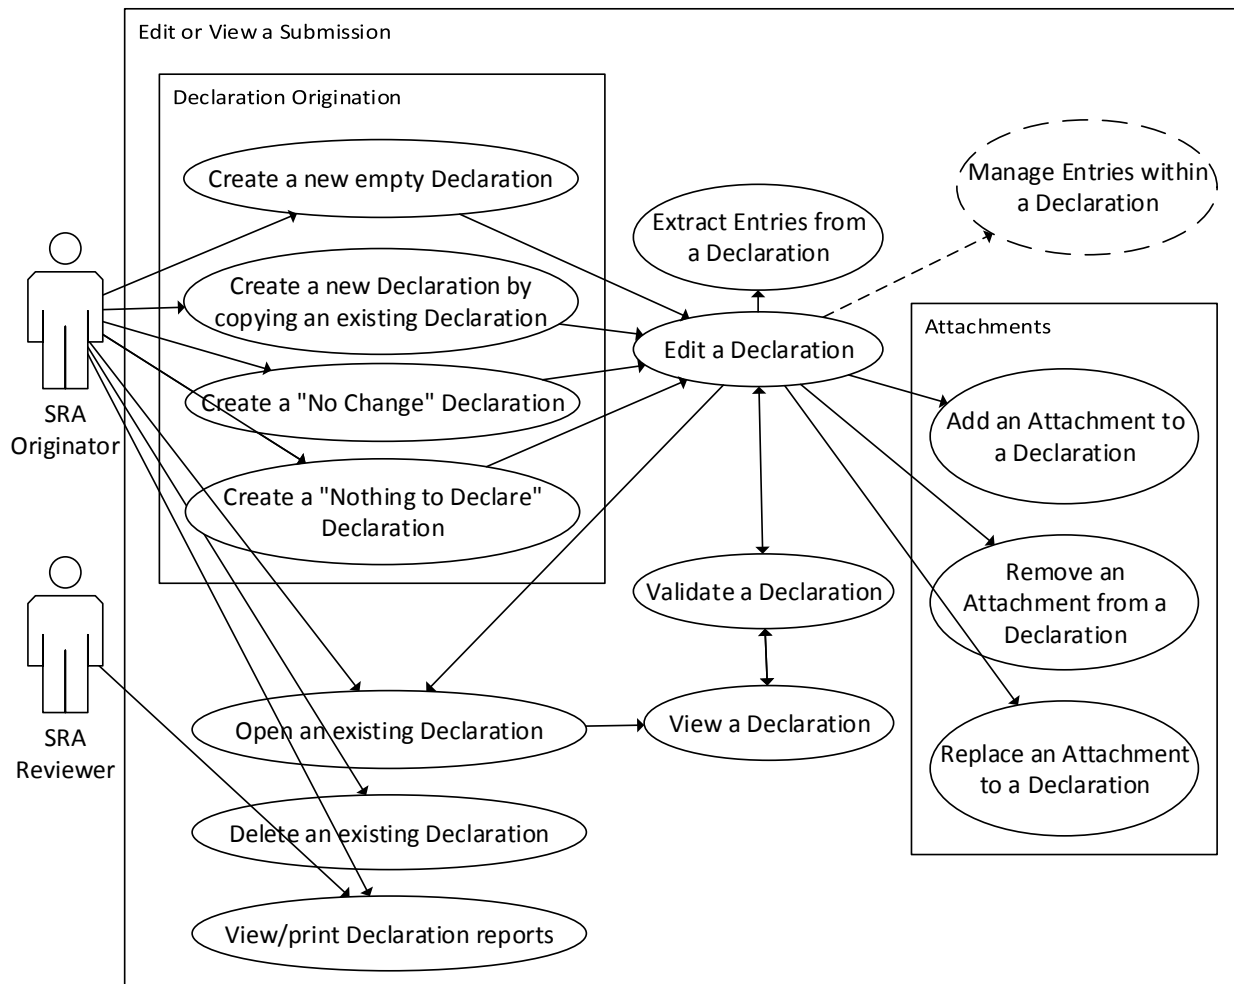 Edit or View a Submission
Declaration Origination
Create a new empty Declaration
Create a new Declaration by
copying an existing Declaration
Create a "No Change" Declaration
Create a "Nothing to Declare"
Declaration
SRA
Originator
SRA
Reviewer
Open an existing Declaration
Delete an existing Declaration
View/print Declaration reports
Extract Entries from
a Declaration
Edit a Declaration
Validate a Declaration
View a Declaration
Manage Entries within
a Declaration
Attachments
Add an Attachment to
a Declaration
Remove an
Attachment from a
Declaration
Replace an Attachment
to a Declaration